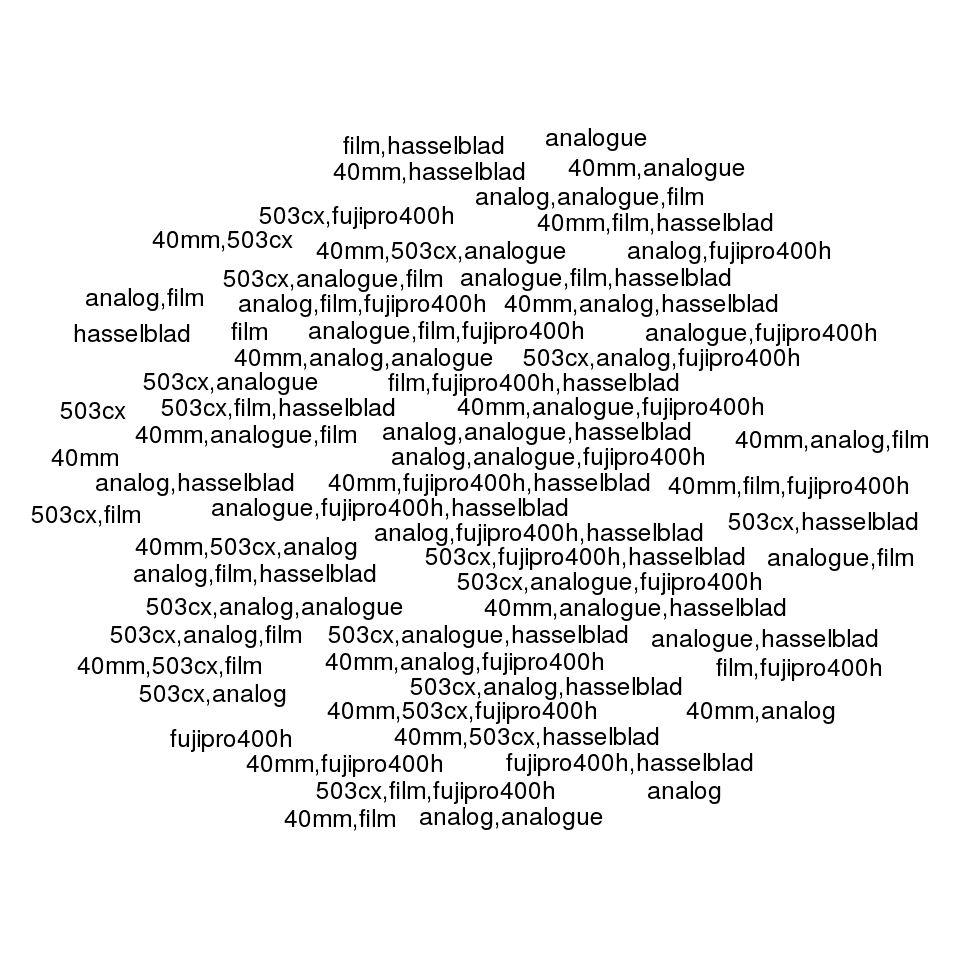 analogue
film,hasselblad
40mm,analogue
40mm,hasselblad
analog,analogue,film
503cx,fujipro400h
40mm,film,hasselblad
40mm,503cx
40mm,503cx,analogue
analog,fujipro400h
503cx,analogue,film
analogue,film,hasselblad
analog,film
analog,film,fujipro400h
40mm,analog,hasselblad
hasselblad
film
analogue,film,fujipro400h
analogue,fujipro400h
40mm,analog,analogue
503cx,analog,fujipro400h
503cx,analogue
film,fujipro400h,hasselblad
503cx
503cx,film,hasselblad
40mm,analogue,fujipro400h
40mm,analogue,film
analog,analogue,hasselblad
40mm,analog,film
40mm
analog,analogue,fujipro400h
analog,hasselblad
40mm,fujipro400h,hasselblad
40mm,film,fujipro400h
503cx,film
analogue,fujipro400h,hasselblad
503cx,hasselblad
analog,fujipro400h,hasselblad
40mm,503cx,analog
503cx,fujipro400h,hasselblad
analogue,film
analog,film,hasselblad
503cx,analogue,fujipro400h
503cx,analog,analogue
40mm,analogue,hasselblad
503cx,analog,film
503cx,analogue,hasselblad
analogue,hasselblad
40mm,503cx,film
40mm,analog,fujipro400h
film,fujipro400h
503cx,analog
503cx,analog,hasselblad
40mm,503cx,fujipro400h
40mm,analog
fujipro400h
40mm,503cx,hasselblad
40mm,fujipro400h
fujipro400h,hasselblad
503cx,film,fujipro400h
analog
40mm,film
analog,analogue